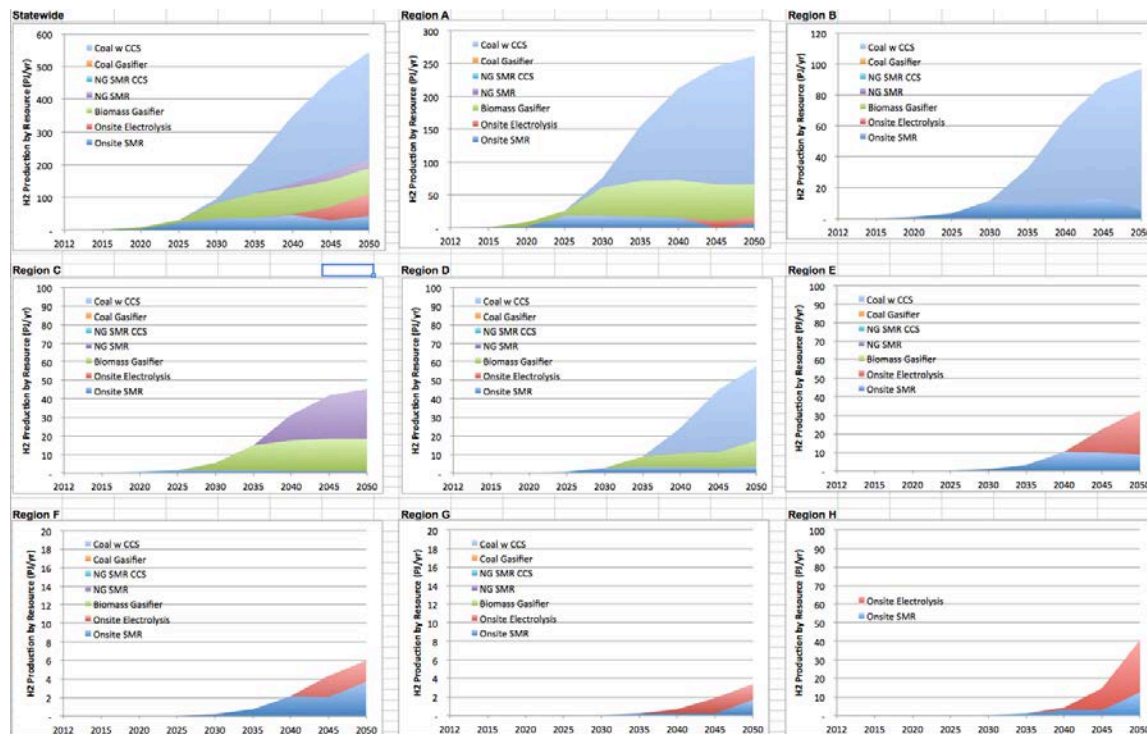 Statewide
H2 Production by Resource (PJ/yr)
600
500
400
300
200
100
-
Coal w CCS
Coal Gasifier
NG SMR CCS
NG SMR
Biomass Gasifier
Onsite Electrolysis
Onsite SMR
2012 2015 2020 2025 2030 2035 2040 2045 2050
Region A
H2 Production by Resource (PJ/yr)
300
250
200
150
100
50
-
Coal w CCS
Coal Gasifier
NG SMR CCS
NG SMR
Biomass Gasifier
Onsite Electrolysis
Onsite SMR
2012 2015 2020 2025 2030 2035 2040 2045 2050
Region B
H2 Production by Resource (PJ/yr)
120
100
80
60
40
20
-
Coal w CCS
Coal Gasifier
NG SMR CCS
NG SMR
Biomass Gasifier
Onsite Electrolysis
Onsite SMR
2012 2015 2020 2025 2030 2035 2040 2045 2050
Region C
H2 Production by Resource (PJ/yr)
100
90
80
70
60
50
40
30
20
10
-
Coal w CCS
Coal Gasifier
NG SMR CCS
NG SMR
Biomass Gasifier
Onsite Electrolysis
Onsite SMR
2012 2015 2020 2025 2030 2035 2040 2045 2050
Region D
H2 Production by Resource (PJ/yr)
100
90
80
70
60
50
40
30
20
10
-
Coal w CCS
Coal Gasifier
NG SMR CCS
NG SMR
Biomass Gasifier
Onsite Electrolysis
Onsite SMR
2012 2015 2020 2025 2030 2035 2040 2045 2050
Region E
H2 Production by Resource (PJ/yr)
100
90
80
70
60
50
40
30
20
10
-
Coal w CCS
Coal Gasifier
NG SMR CCS
NG SMR
Biomass Gasifier
Onsite Electrolysis
Onsite SMR
2012 2015 2020 2025 2030 2035 2040 2045 2050
Region F
H2 Production by Resource (PJ/yr)
20
18
16
14
12
10
8
6
4
2
-
Coal w CCS
Coal Gasifier
NG SMR CCS
NG SMR
Biomass Gasifier
Onsite Electrolysis
Onsite SMR
2012 2015 2020 2025 2030 2035 2040 2045 2050
Region G
H2 Production by Resource (PJ/yr)
20
18
16
14
12
10
8
6
4
2
-
Coal w CCS
Coal Gasifier
NG SMR CCS
NG SMR
Biomass Gasifier
Onsite Electrolysis
Onsite SMR
2012 2015 2020 2025 2030 2035 2040 2045 2050
Region H
H2 Production by Resource (PJ/yr)
100
90
80
70
60
50
40
30
20
10
-
Onsite Electrolysis
Onsite SMR
2012 2015 2020 2025 2030 2035 2040 2045 2050